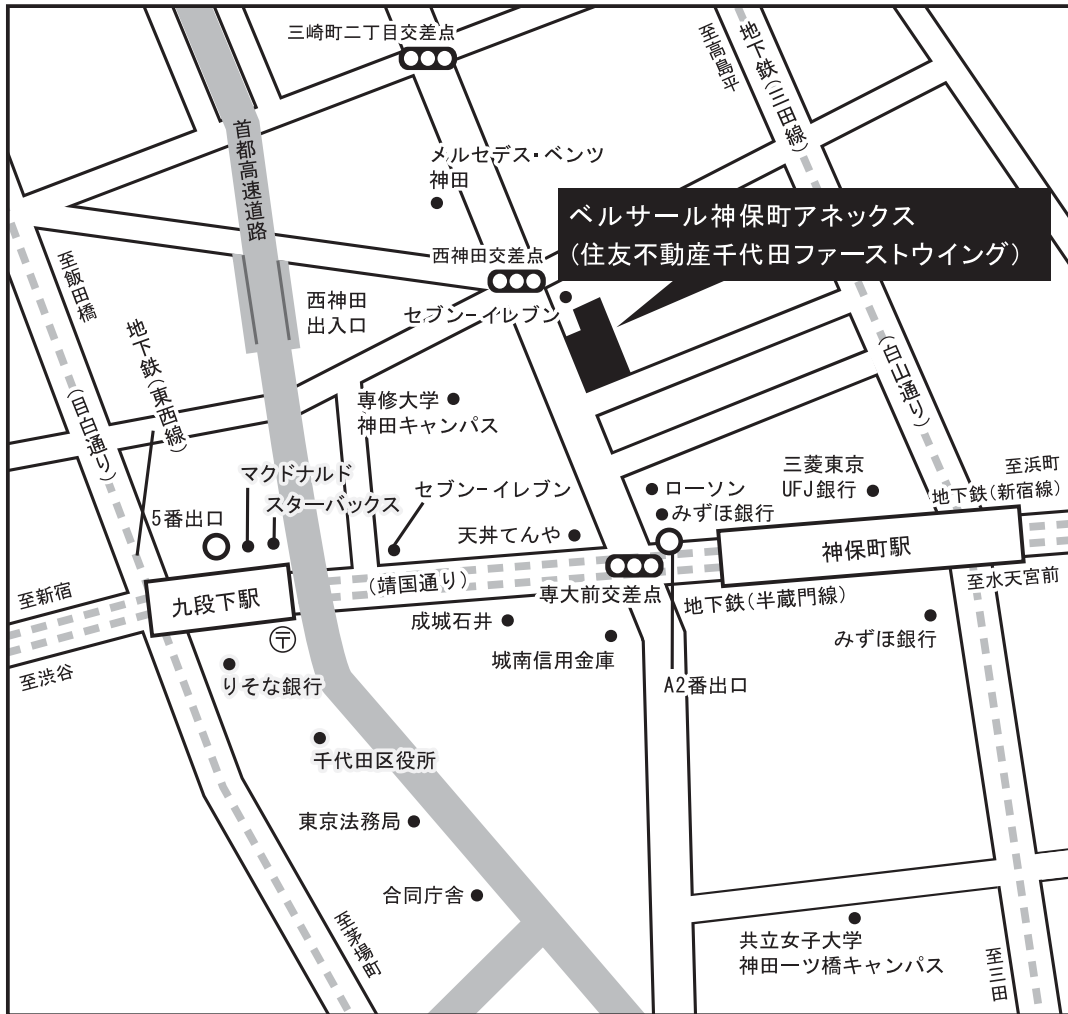 三崎町二丁目交差点
至高島平
地下鉄(三田線)
首都高速道路
メルセデス・ベンツ
神田
ベルサール神保町アネックス
(住友不動産千代田ファーストウイング)
西神田交差点
至飯田橋
西神田
出入口
セブン-イレブン
地下鉄(東西線)
(目白通り)
(白山通り)
専修大学
神田キャンパス
マクドナルド
スターバックス
セブン-イレブン
5番出口
天丼てんや
ローソン
みずほ銀行
三菱東京
UFJ銀行
至浜町
地下鉄(新宿線)
神保町駅
至新宿
九段下駅
(靖国通り)
専大前交差点
地下鉄(半蔵門線)
至水天宮前
至渋谷
〒
りそな銀行
成城石井
城南信用金庫
A2番出口
みずほ銀行
千代田区役所
東京法務局
合同庁舎
至茅場町
共立女子大学
神田一ツ橋キャンパス
至三田